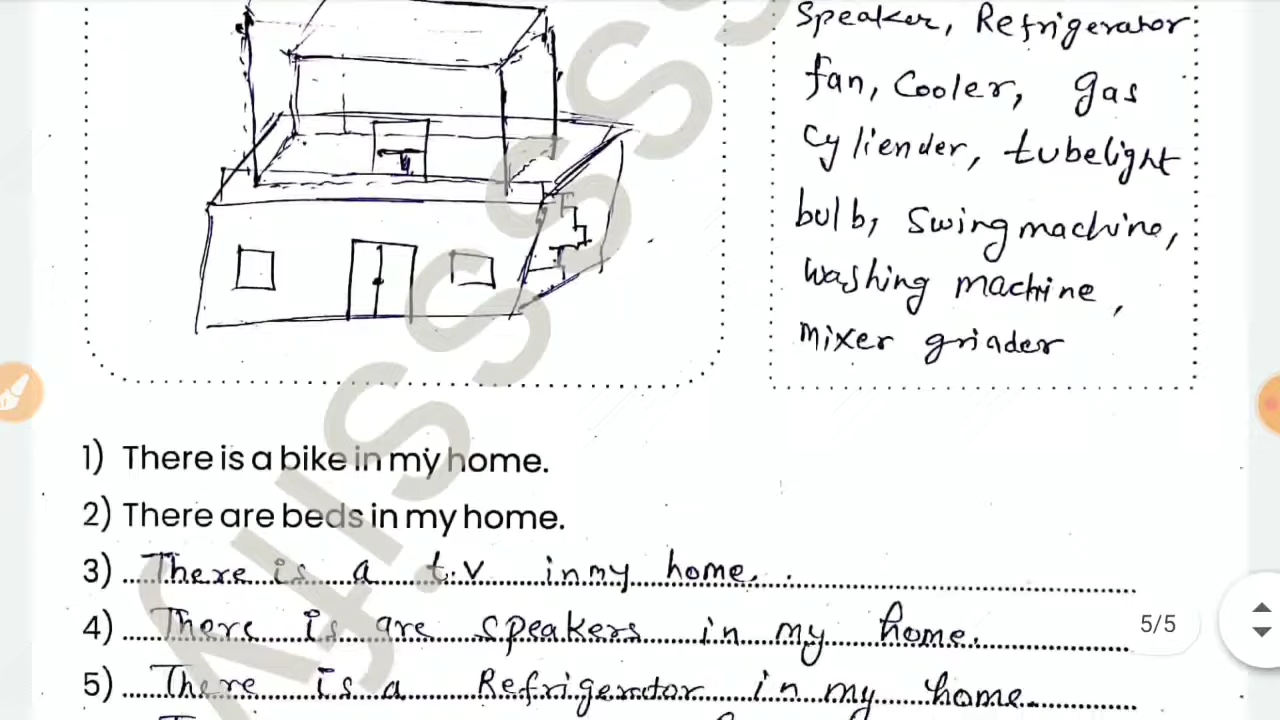 Speaker, Refrigerator
fan, Cooler, gas
Cyliender, tubelight
bulb, Swing machine,
Washing machine,
Mixer grinder
1) There is a bike in my home.
2) There are beds in my home.
3) There is a t.v in my home.
4) There is are speakers in my home.
5) There is a Refrigerator in my home.
5/5